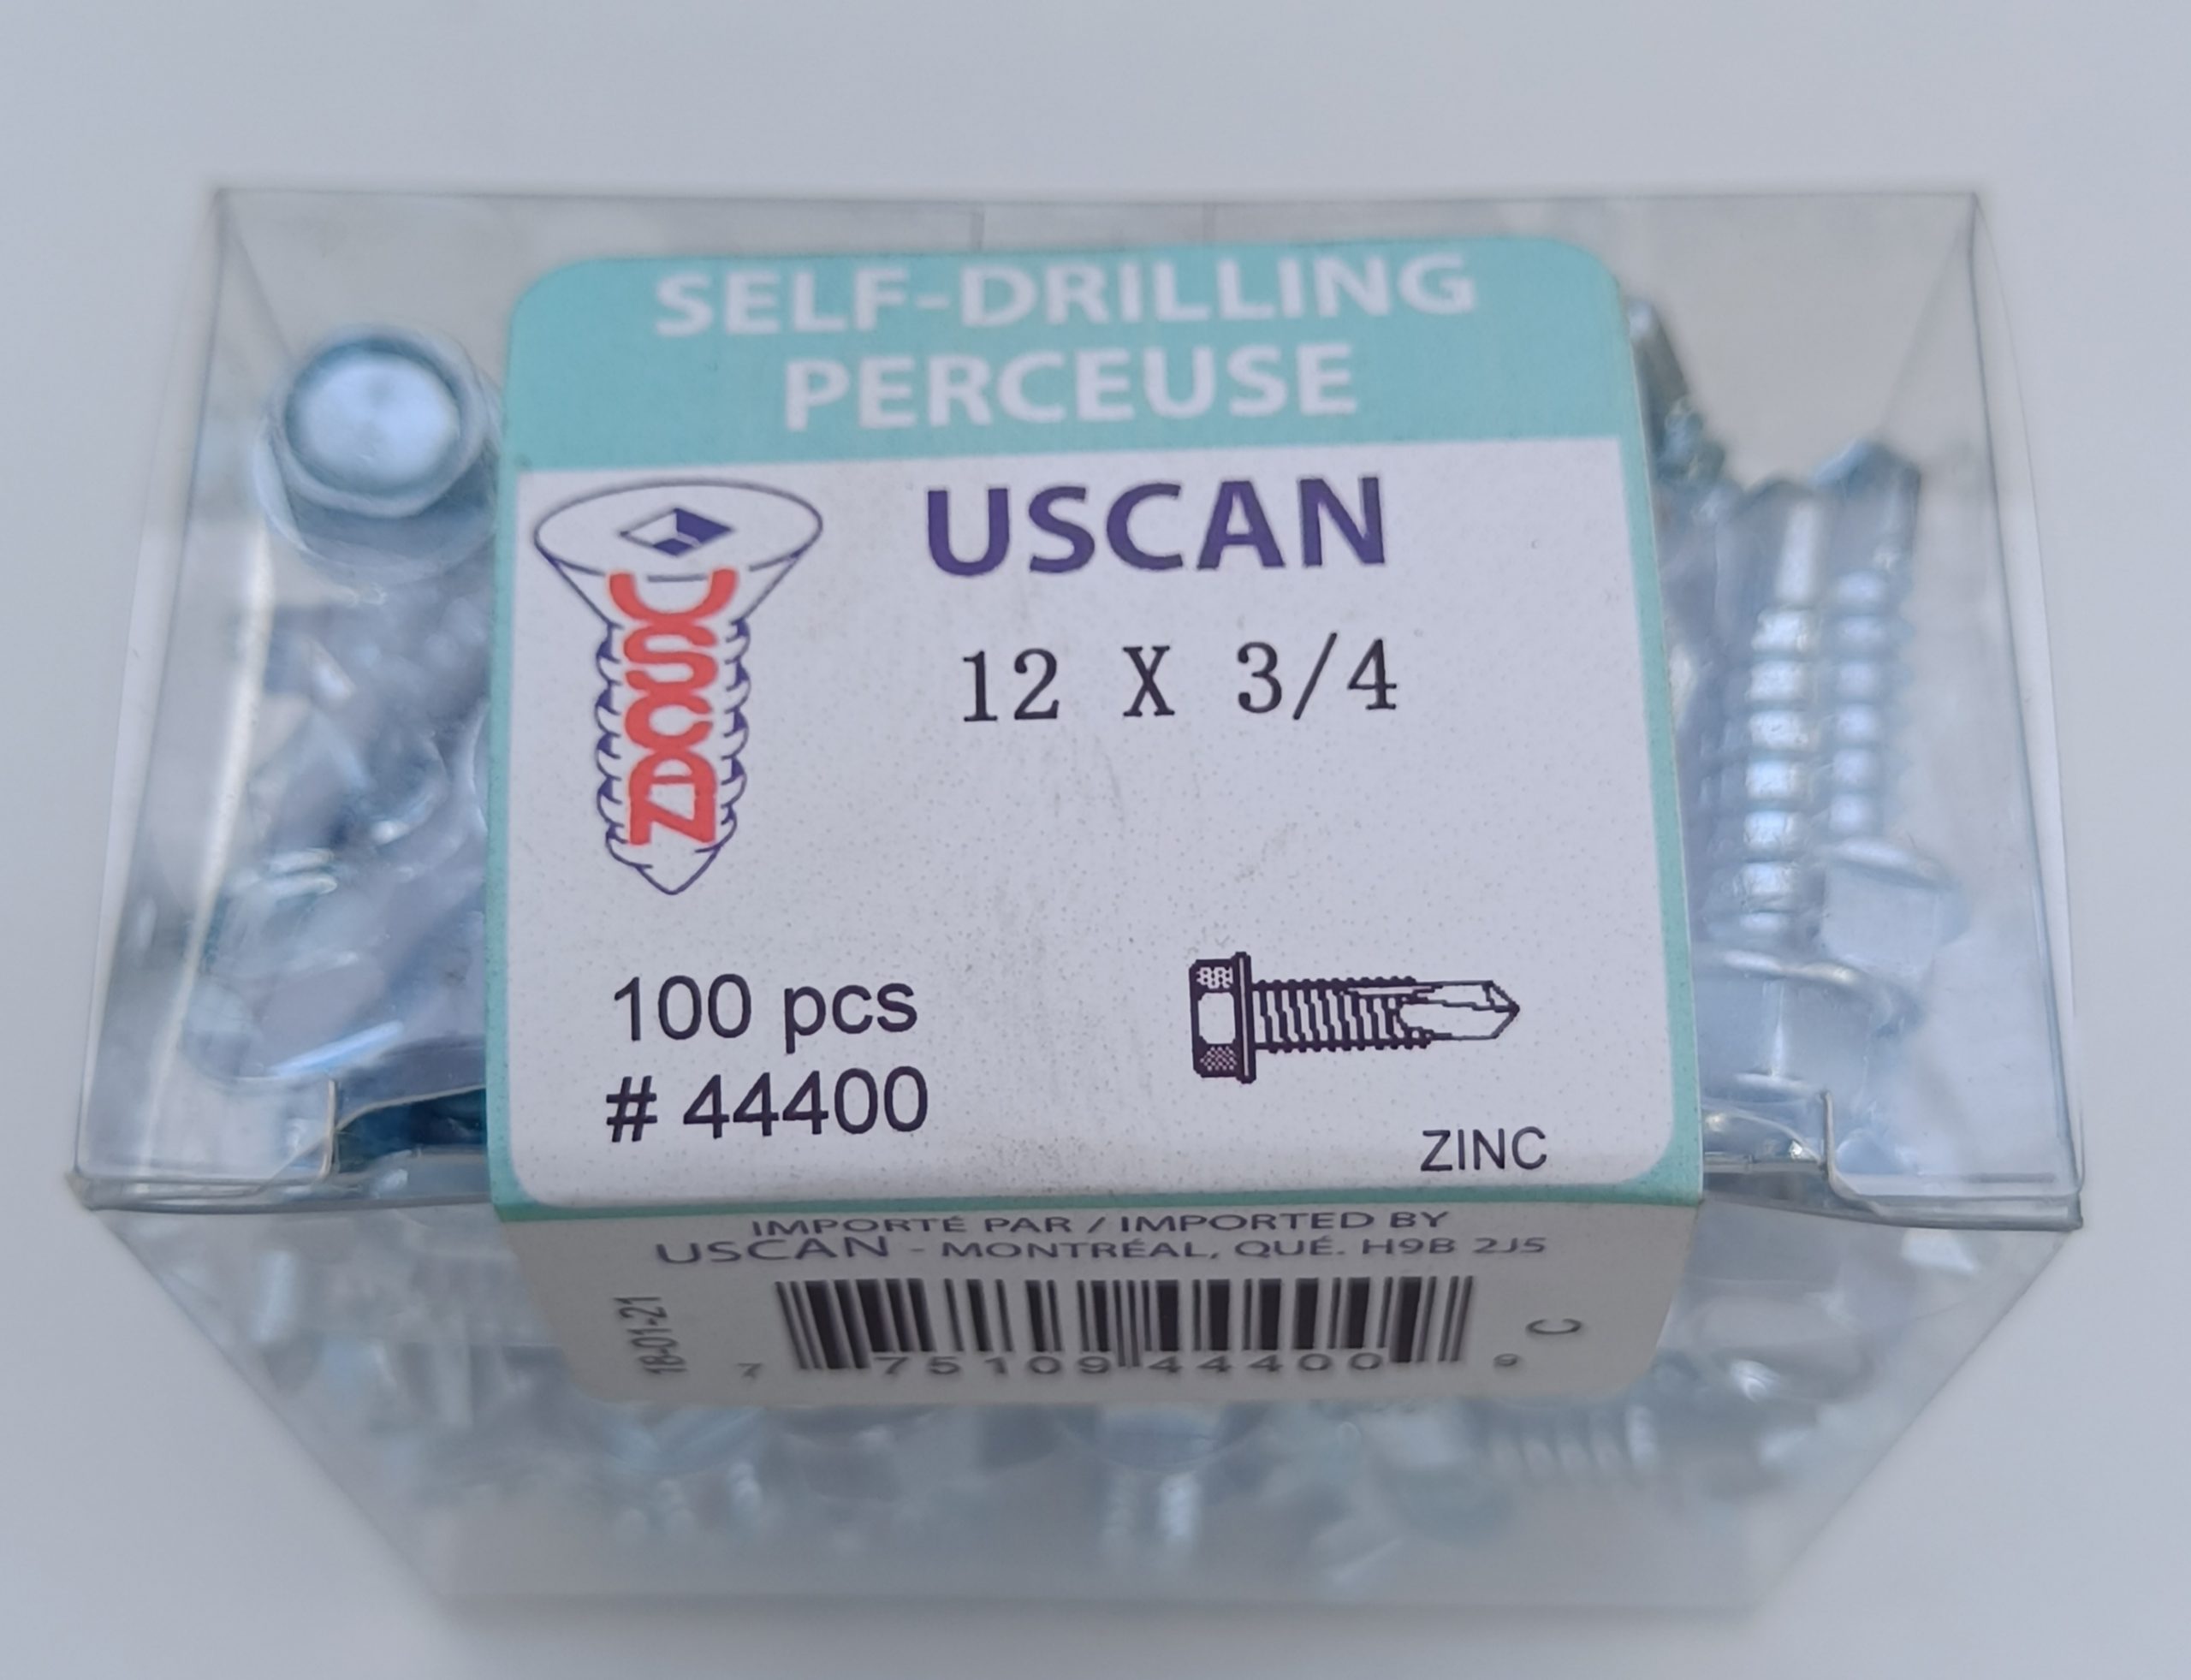 SELF-DRILLING
PERCEUSE
USCAN
USCAN
12 X 3/4
100 pcs
# 44400
ZINC
IMPORTÉ PAR / IMPORTED BY
USCAN - MONTRÉAL, QUÉ. H9B 2J5
18-01-21
7 75109 44400 9
C